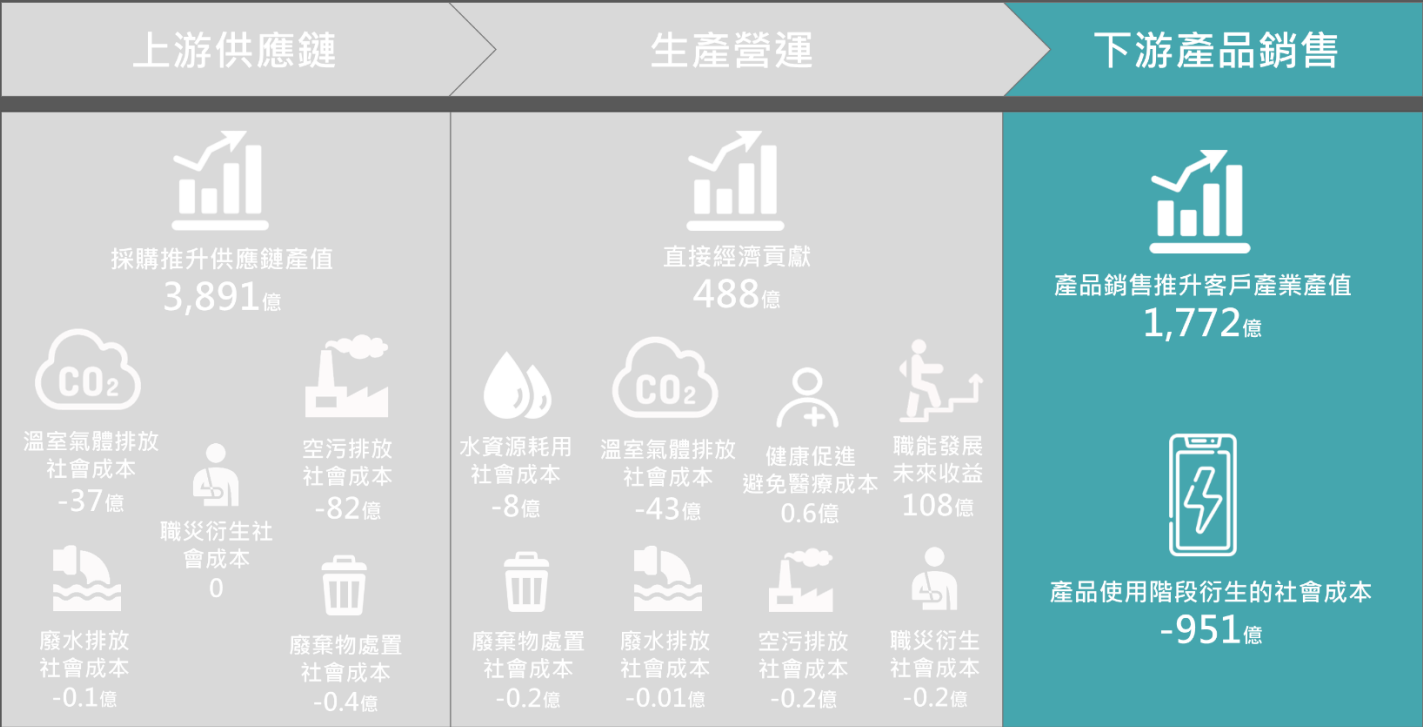 上游供應鏈
生產營運
下游產品銷售
採購推升供應鏈產值
3,891億
CO2
溫室氣體排放
社會成本
-37億
職災衍生社
會成本
0
空污排放
社會成本
-82億
廢水排放
社會成本
-0.1億
廢棄物處置
社會成本
-0.4億
直接經濟貢獻
488億
水資源耗用
社會成本
-8億
CO2
溫室氣體排放
社會成本
-43億
健康促進
避免醫療成本
0.6億
職能發展
未來收益
108億
廢棄物處置
社會成本
-0.2億
廢水排放
社會成本
-0.01億
空污排放
社會成本
-0.2億
職災衍生
社會成本
-0.2億
產品銷售推升客戶產業產值
1,772億
產品使用階段衍生的社會成本
-951億